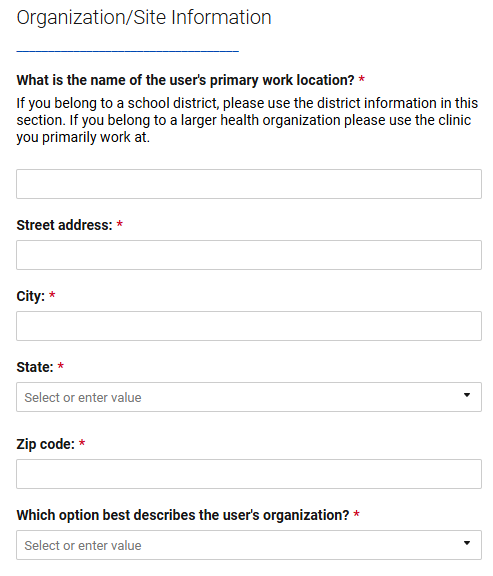 Organization/Site Information
What is the name of the user's primary work location? *
If you belong to a school district, please use the district information in this
section. If you belong to a larger health organization please use the clinic
you primarily work at.
Street address: *
City: *
State: *
Select or enter value
Zip code: *
Which option best describes the user's organization? *
Select or enter value